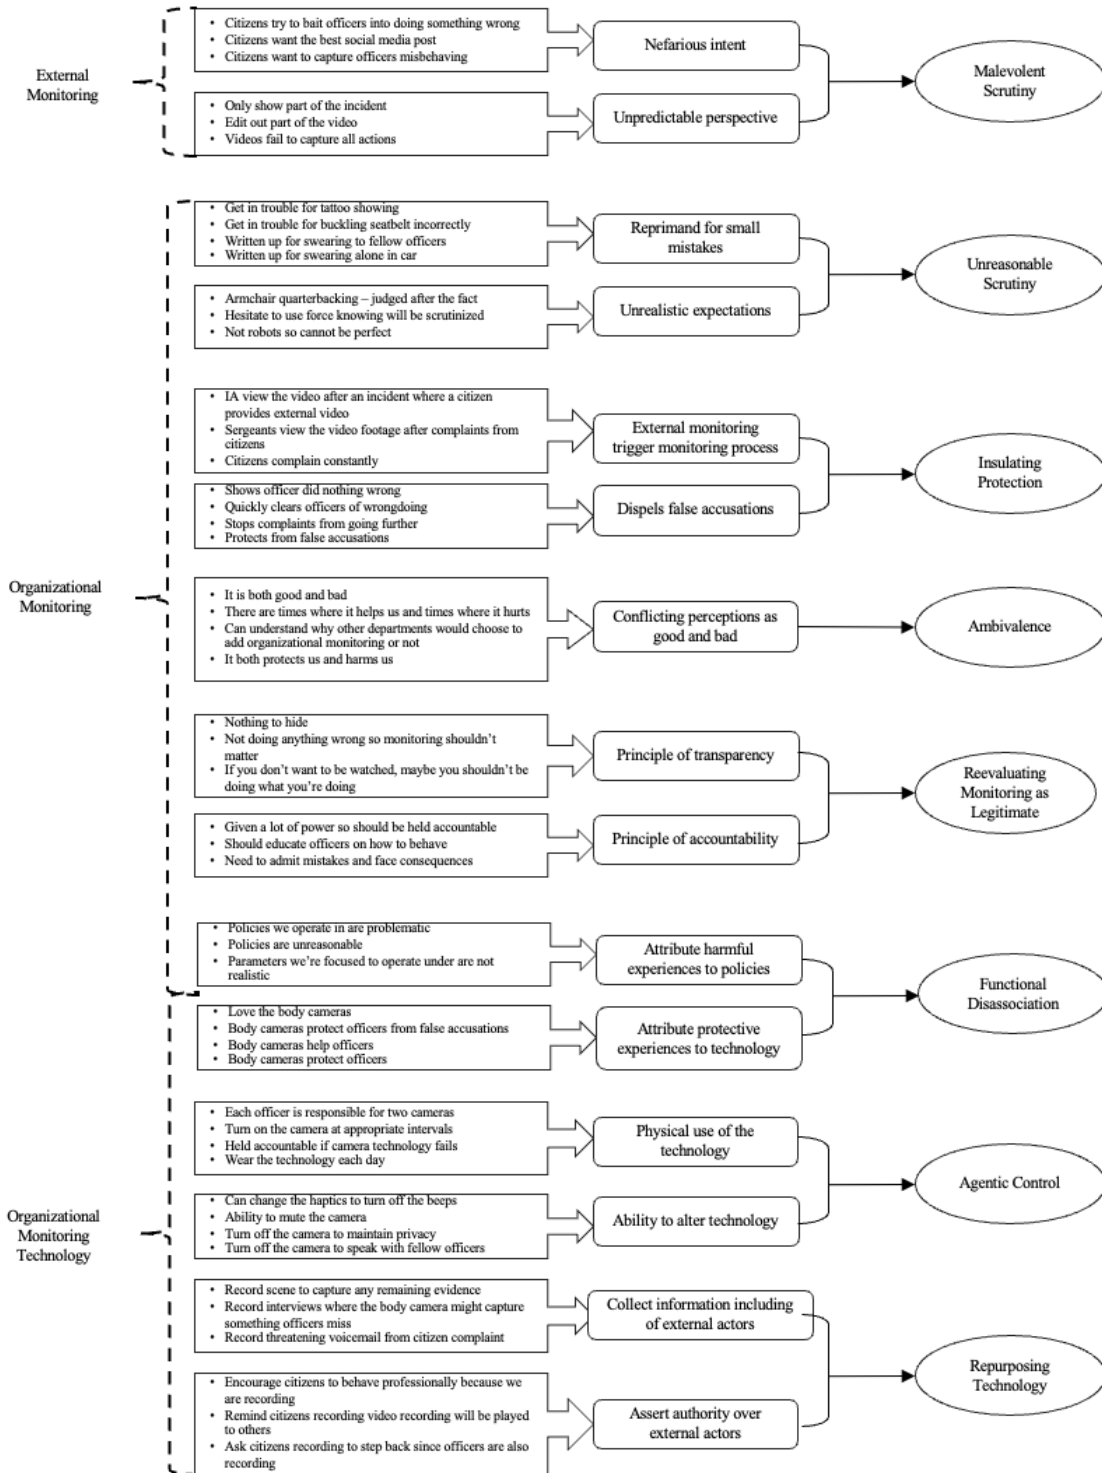 External
Monitoring
• Citizens try to bait officers into doing something wrong
• Citizens want the best social media post
• Citizens want to capture officers misbehaving
Nefarious intent
• Only show part of the incident
• Edit out part of the video
• Videos fail to capture all actions
Unpredictable perspective
Malevolent
Scrutiny
Organizational
Monitoring
• Get in trouble for tattoo showing
• Get in trouble for buckling seatbelt incorrectly
• Written up for swearing to fellow officers
• Written up for swearing alone in car
Reprimand for small
mistakes
• Armchair quarterbacking – judged after the fact
• Hesitate to use force knowing will be scrutinized
• Not robots so cannot be perfect
Unrealistic expectations
Unreasonable
Scrutiny
• IA view the video after an incident where a citizen
provides external video
• Sergeants view the video footage after complaints from
citizens
• Citizens complain constantly
External monitoring
trigger monitoring process
• Shows officer did nothing wrong
• Quickly clears officers of wrongdoing
• Stops complaints from going further
• Protects from false accusations
Dispels false accusations
Insulating
Protection
• It is both good and bad
• There are times where it helps us and times where it hurts
• Can understand why other departments would choose to
add organizational monitoring or not
• It both protects us and harms us
Conflicting perceptions as
good and bad
Ambivalence
• Nothing to hide
• Not doing anything wrong so monitoring shouldn't
matter
• If you don't want to be watched, maybe you shouldn't be
doing what you're doing
Principle of transparency
• Given a lot of power so should be held accountable
• Should educate officers on how to behave
• Need to admit mistakes and face consequences
Principle of accountability
Reevaluating
Monitoring as
Legitimate
• Policies we operate in are problematic
• Policies are unreasonable
• Parameters we're focused to operate under are not
realistic
Attribute harmful
experiences to policies
• Love the body cameras
• Body cameras protect officers from false accusations
• Body cameras help officers
• Body cameras protect officers
Attribute protective
experiences to technology
Functional
Disassociation
Organizational
Monitoring
Technology
• Each officer is responsible for two cameras
• Turn on the camera at appropriate intervals
• Held accountable if camera technology fails
• Wear the technology each day
Physical use of the
technology
• Can change the haptics to turn off the beeps
• Ability to mute the camera
• Turn off the camera to maintain privacy
• Turn off the camera to speak with fellow officers
Ability to alter technology
Agentic Control
• Record scene to capture any remaining evidence
• Record interviews where the body camera might capture
something officers miss
• Record threatening voicemail from citizen complaint
Collect information including
of external actors
• Encourage citizens to behave professionally because we
are recording
• Remind citizens recording video recording will be played
to others
• Ask citizens recording to step back since officers are also
recording
Assert authority over
external actors
Repurposing
Technology